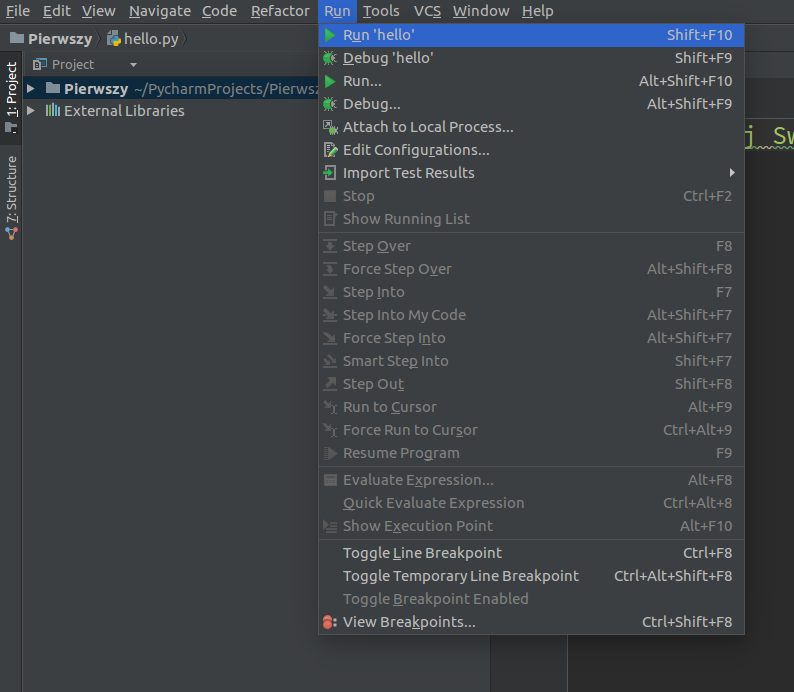 File Edit View Navigate Code Refactor Run Tools VCS Window Help
Pierwszy hello.py
1: Project
7: Structure
Project
Pierwszy ~/PycharmProjects/Pierwsz
External Libraries
Run 'hello' Shift+F10
Debug 'hello' Shift+F9
Run... Alt+Shift+F10
Debug... Alt+Shift+F9
Attach to Local Process...
Edit Configurations...
Import Test Results
Stop Ctrl+F2
Show Running List
Step Over F8
Force Step Over Alt+Shift+F8
Step Into F7
Step Into My Code Alt+Shift+F7
Force Step Into Alt+Shift+F7
Smart Step Into Shift+F7
Step Out Shift+F8
Run to Cursor Alt+F9
Force Run to Cursor Ctrl+Alt+9
Resume Program F9
Evaluate Expression... Alt+F8
Quick Evaluate Expression Ctrl+Alt+8
Show Execution Point Alt+F10
Toggle Line Breakpoint Ctrl+F8
Toggle Temporary Line Breakpoint Ctrl+Alt+Shift+F8
Toggle Breakpoint Enabled
View Breakpoints... Ctrl+Shift+F8
j Sw